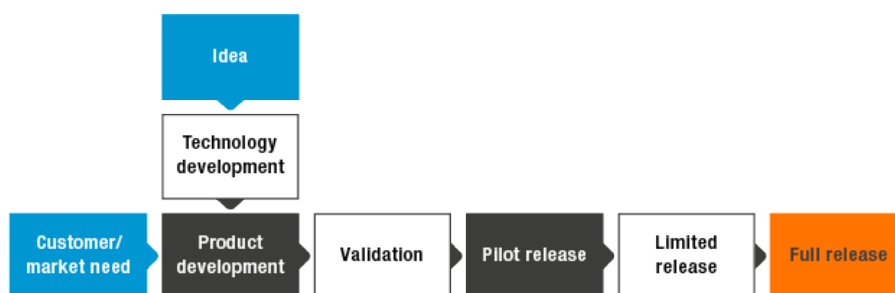 Idea
Technology
development
Customer/
market need
Product
development
Validation
Pilot release
Limited
release
Full release